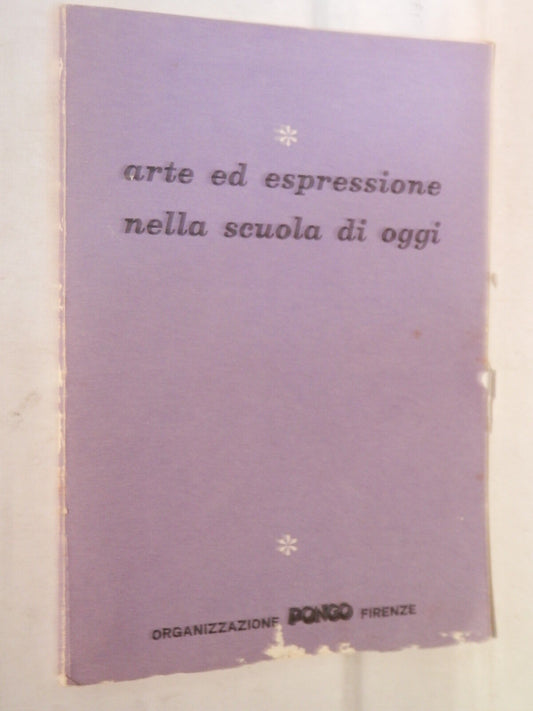 arte ed espressione
nella scuola di oggi
ORGANIZZAZIONE PONGO FIRENZE